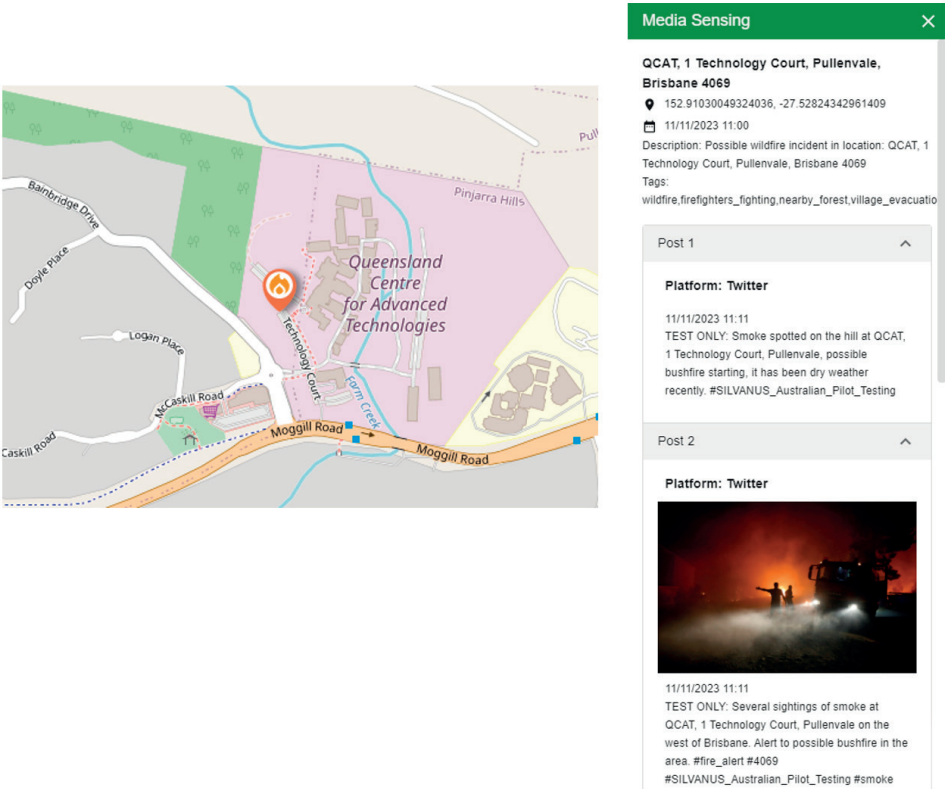 Pull
Bainbridge Drive
Pinjarra Hills
Doyle Place
Queensland
Centre
for Advanced
Technologies
Technology Court
Logan Place
Farm Creek
McCaskill Road
Caskill Road
Moggill Road
Moggill Road
Media Sensing
QCAT, 1 Technology Court, Pullenvale,
Brisbane 4069
152.91030049324036, -27.52824342961409
11/11/2023 11:00
Description: Possible wildfire incident in location: QCAT, 1
Technology Court, Pullenvale, Brisbane 4069
Tags:
wildfire,firefighters_fighting,nearby_forest,village_evacuatio
Post 1
Platform: Twitter
11/11/2023 11:11
TEST ONLY: Smoke spotted on the hill at QCAT,
1 Technology Court, Pullenvale, possible
bushfire starting, it has been dry weather
recently. #SILVANUS_Australian_Pilot_Testing
Post 2
Platform: Twitter
11/11/2023 11:11
TEST ONLY: Several sightings of smoke at
QCAT, 1 Technology Court, Pullenvale on the
west of Brisbane. Alert to possible bushfire in the
area. #fire_alert #4069
#SILVANUS_Australian_Pilot_Testing #smoke